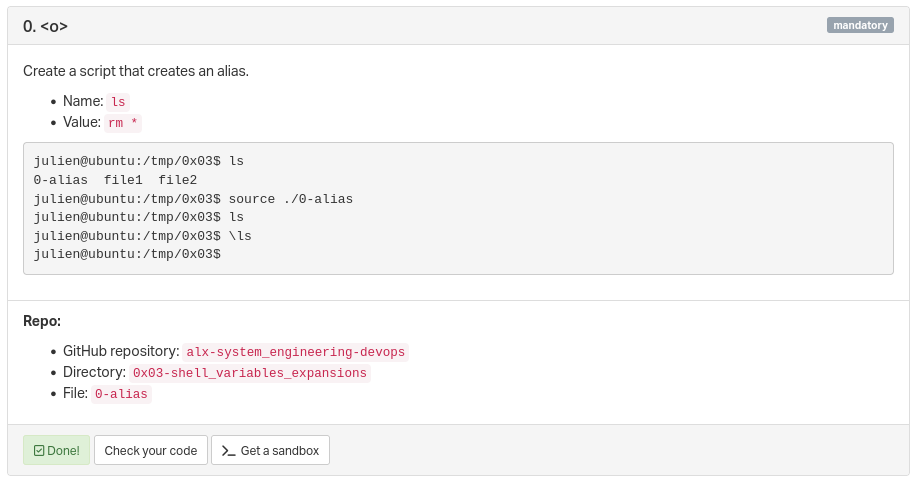 0. <o>
mandatory
Create a script that creates an alias.
• Name: ls
• Value: rm *
julien@ubuntu:/tmp/0x03$ ls
0-alias  file1  file2
julien@ubuntu:/tmp/0x03$ source ./0-alias
julien@ubuntu:/tmp/0x03$ ls
julien@ubuntu:/tmp/0x03$ \ls
julien@ubuntu:/tmp/0x03$
Repo:
• GitHub repository: alx-system_engineering-devops
• Directory: 0x03-shell_variables_expansions
• File: 0-alias
Done! Check your code >_ Get a sandbox